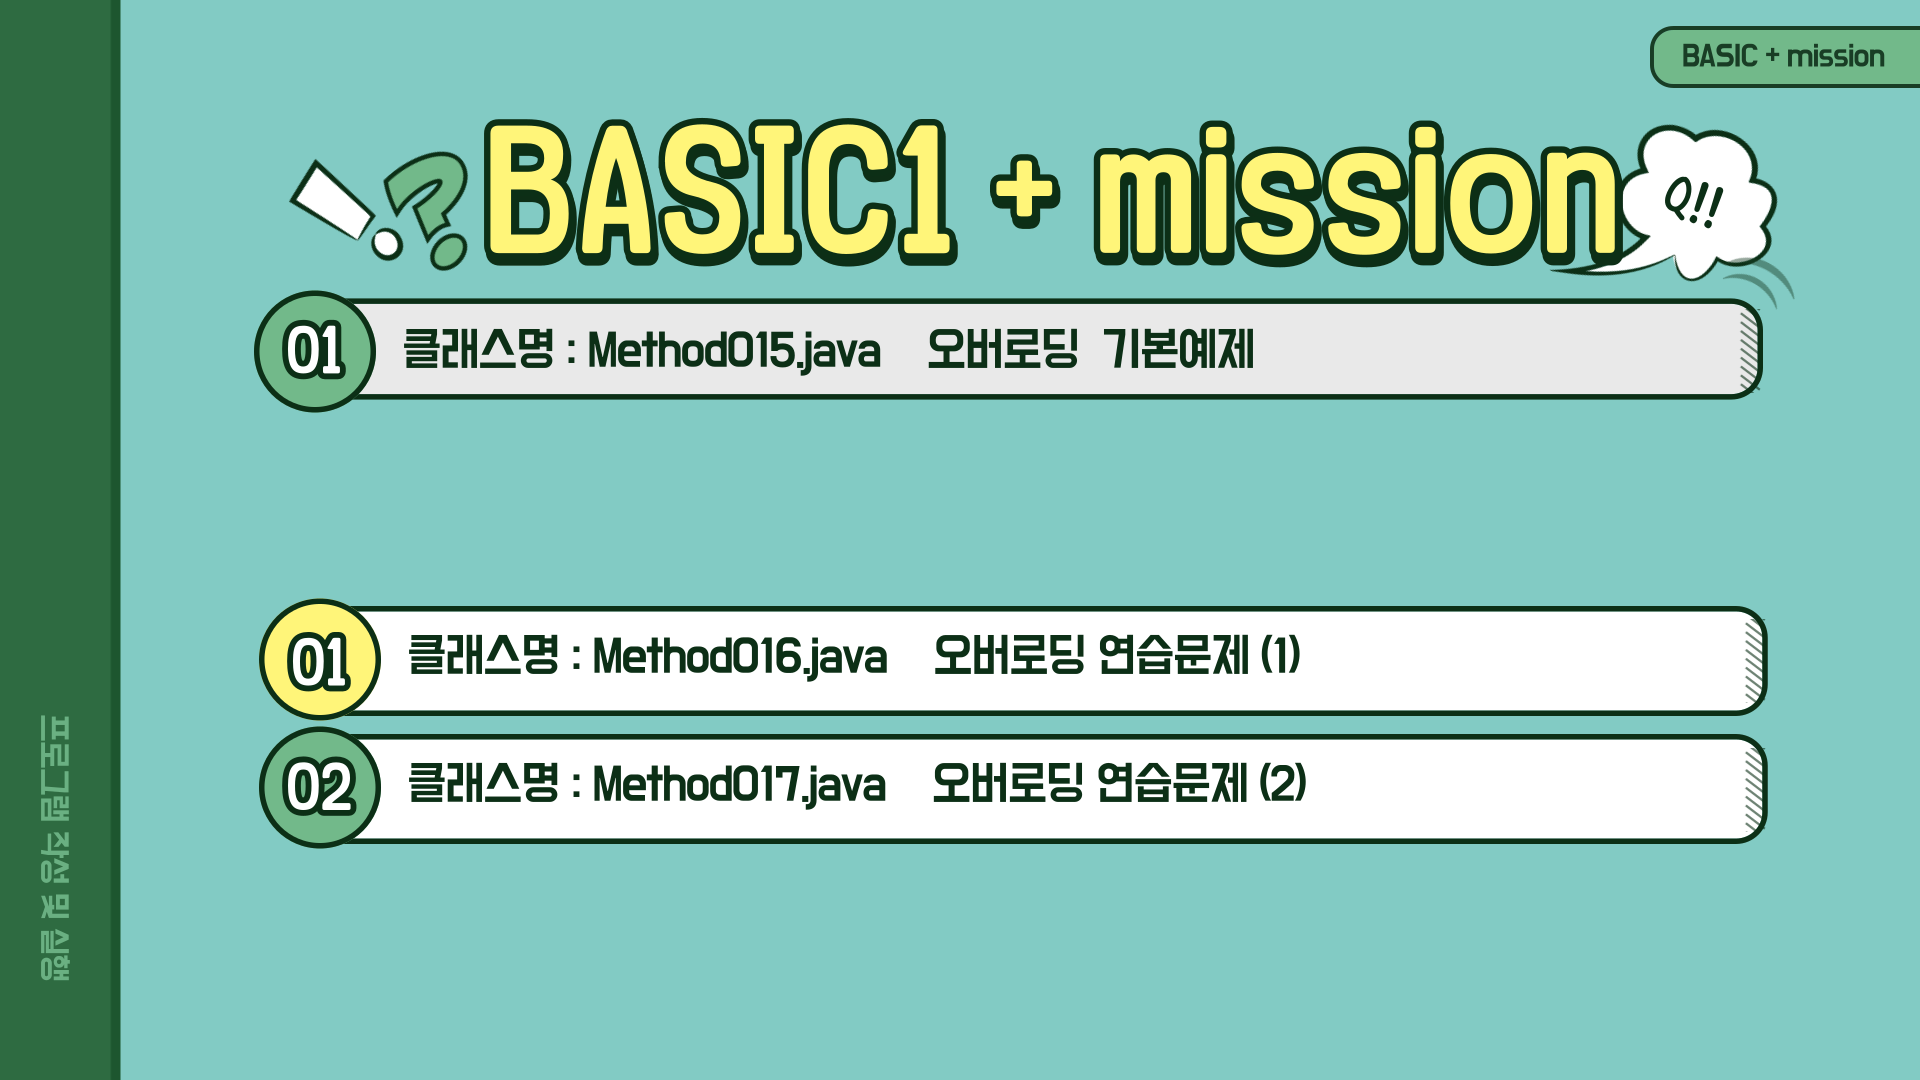 BASIC + mission
BASIC1 + mission
Q!!
01 클래스명 : Method015.java 오버로딩 기본예제
01 클래스명 : Method016.java 오버로딩 연습문제 (1)
02 클래스명 : Method017.java 오버로딩 연습문제 (2)
프로그램 작성 및 실행